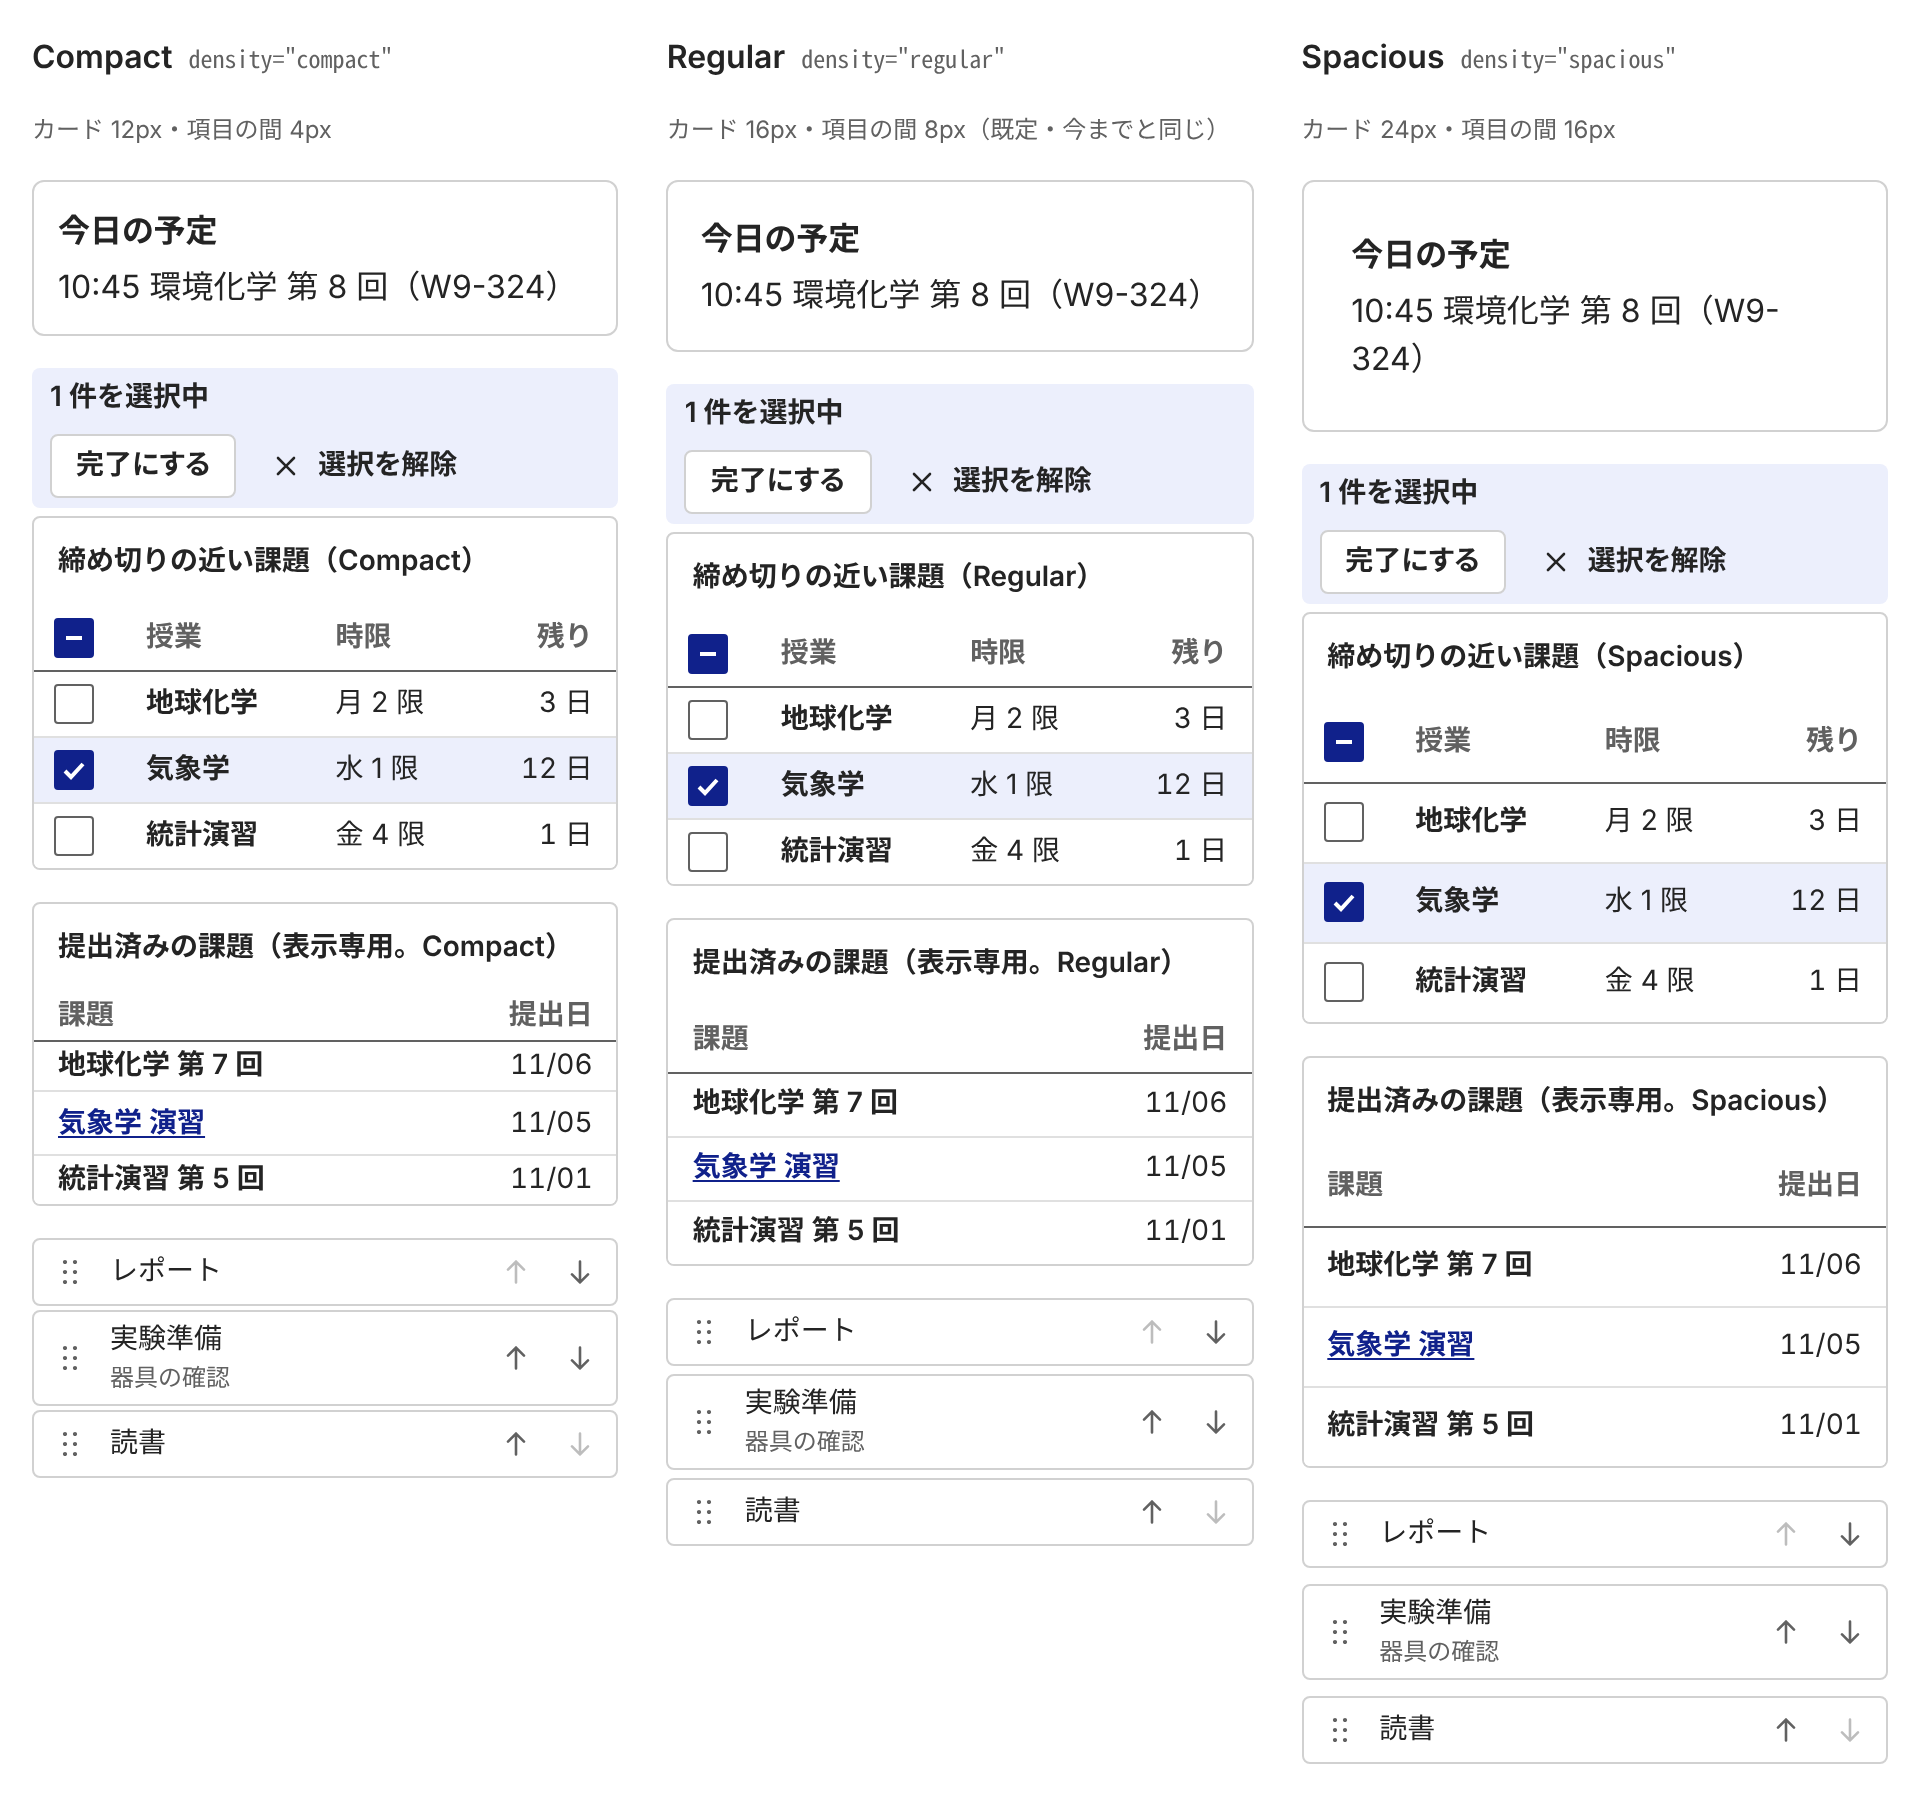 Compact density="compact"
カード 12px・項目の間 4px
今日の予定
10:45 環境化学 第 8 回（W9-324）
1 件を選択中
完了にする × 選択を解除
締め切りの近い課題（Compact）
授業 時限 残り
地球化学 月 2 限 3 日
気象学 水 1 限 12 日
統計演習 金 4 限 1 日
提出済みの課題（表示専用。Compact）
課題 提出日
地球化学 第 7 回 11/06
気象学 演習 11/05
統計演習 第 5 回 11/01
レポート ↑ ↓
実験準備 ↑ ↓
器具の確認
読書 ↑ ↓
Regular density="regular"
カード 16px・項目の間 8px（既定・今までと同じ）
今日の予定
10:45 環境化学 第 8 回（W9-324）
1 件を選択中
完了にする × 選択を解除
締め切りの近い課題（Regular）
授業 時限 残り
地球化学 月 2 限 3 日
気象学 水 1 限 12 日
統計演習 金 4 限 1 日
提出済みの課題（表示専用。Regular）
課題 提出日
地球化学 第 7 回 11/06
気象学 演習 11/05
統計演習 第 5 回 11/01
レポート ↑ ↓
実験準備 ↑ ↓
器具の確認
読書 ↑ ↓
Spacious density="spacious"
カード 24px・項目の間 16px
今日の予定
10:45 環境化学 第 8 回（W9-
324）
1 件を選択中
完了にする × 選択を解除
締め切りの近い課題（Spacious）
授業 時限 残り
地球化学 月 2 限 3 日
気象学 水 1 限 12 日
統計演習 金 4 限 1 日
提出済みの課題（表示専用。Spacious）
課題 提出日
地球化学 第 7 回 11/06
気象学 演習 11/05
統計演習 第 5 回 11/01
レポート ↑ ↓
実験準備 ↑ ↓
器具の確認
読書 ↑ ↓